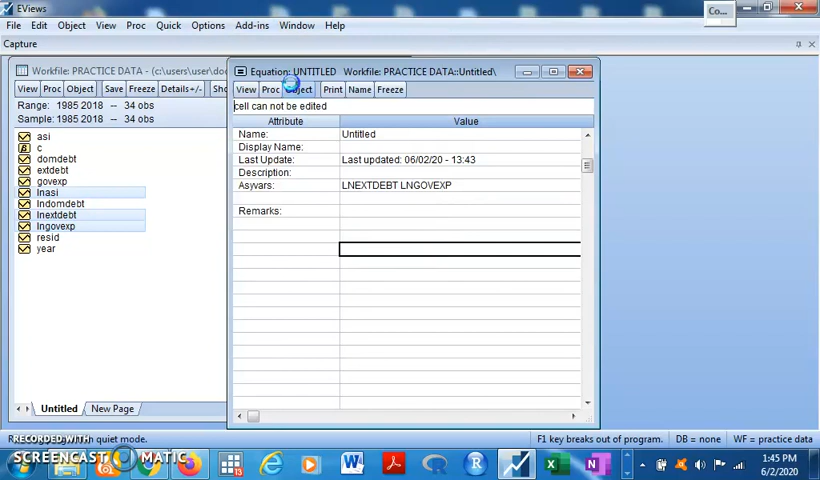 EViews
Co...
File Edit Object View Proc Quick Options Add-ins Window Help
Capture
Workfile: PRACTICE DATA - (c:\users\user\do
View Proc Object Save Freeze Details+/- Sho
Range: 1985 2018 -- 34 obs
Sample: 1985 2018 -- 34 obs
asi
c
domdebt
extdebt
govexp
lnasi
lndomdebt
lnextdebt
lngovexp
resid
year
Untitled New Page
Equation: UNTITLED Workfile: PRACTICE DATA::Untitled\
View Proc Object Print Name Freeze
cell can not be edited
Attribute Value
Name: Untitled
Display Name:
Last Update: Last updated: 06/02/20 - 13:43
Description:
Asyvars: LNEXTDEBT LNGOVEXP
Remarks:
in quiet mode. F1 key breaks out of program. DB = none WF = practice data
RECORDED WITH
SCREENCAST MATIC
1:45 PM
6/2/2020